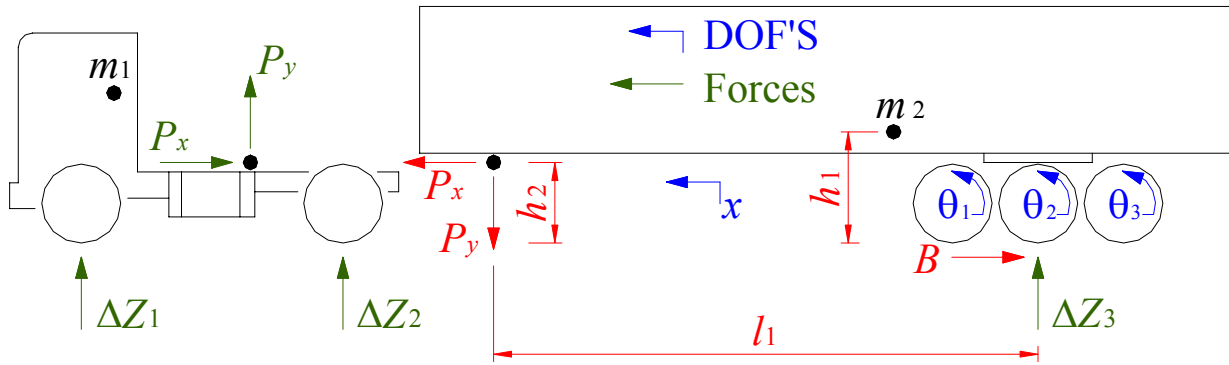 DOF'S
Forces
m1
Py
Px
m2
Px
Py
h2
x
h1
θ1
θ2
θ3
B
ΔZ1
ΔZ2
ΔZ3
l1